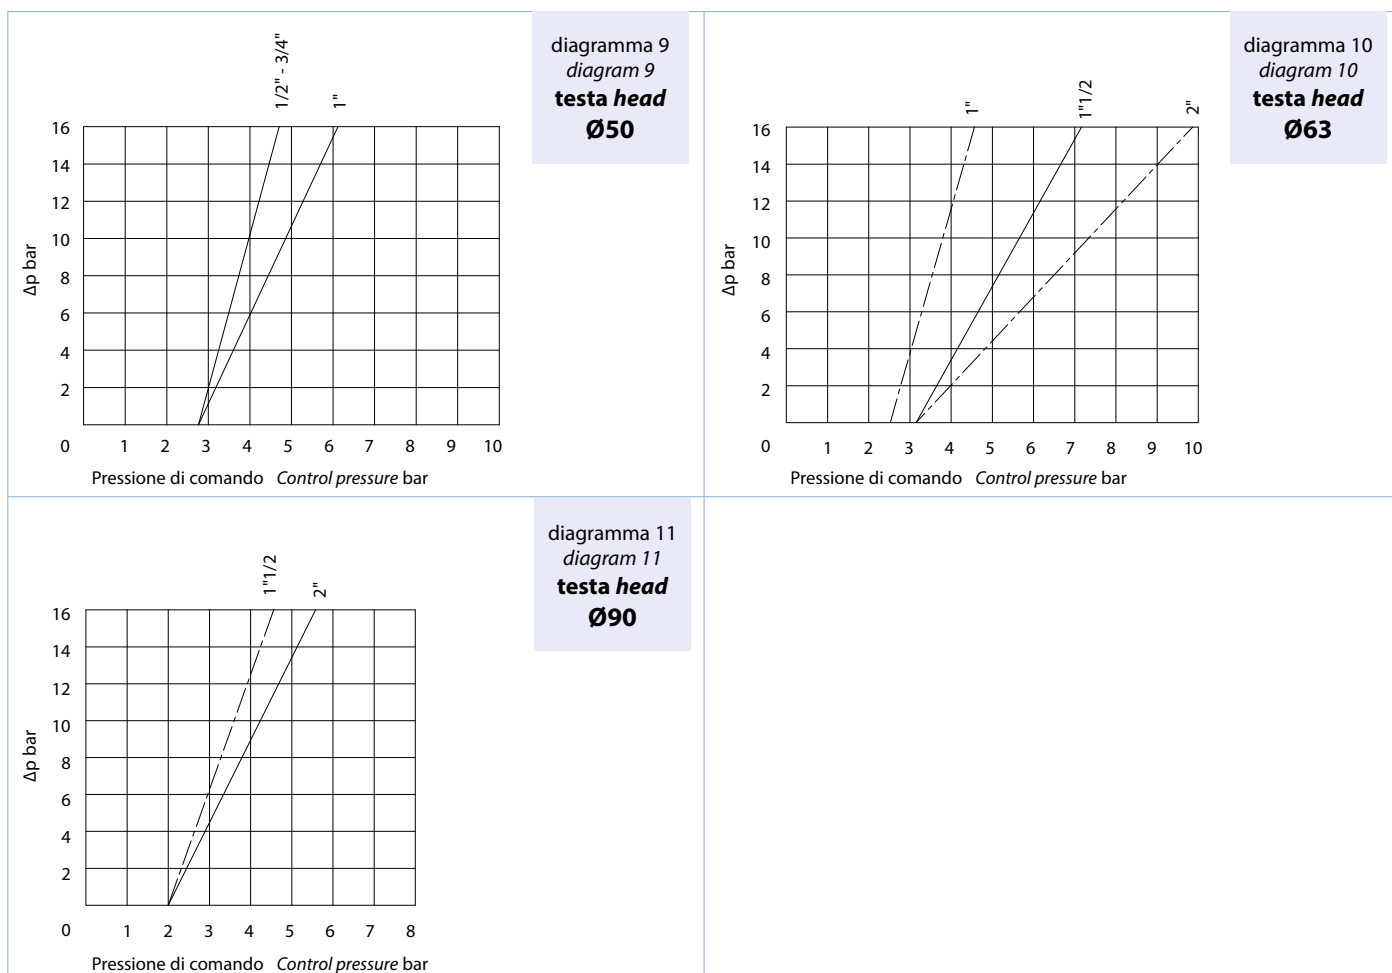 diagramma 9
diagram 9
testa head
Ø50
1/2" - 3/4"
1"
16
14
12
10
8
6
4
2
0
1 2 3 4 5 6 7 8 9 10
Δp bar
Pressione di comando Control pressure bar
diagramma 10
diagram 10
testa head
Ø63
1"
1"1/2
2"
16
14
12
10
8
6
4
2
0
1 2 3 4 5 6 7 8 9 10
Δp bar
Pressione di comando Control pressure bar
diagramma 11
diagram 11
testa head
Ø90
1"1/2
2"
16
14
12
10
8
6
4
2
0
1 2 3 4 5 6 7 8
Δp bar
Pressione di comando Control pressure bar